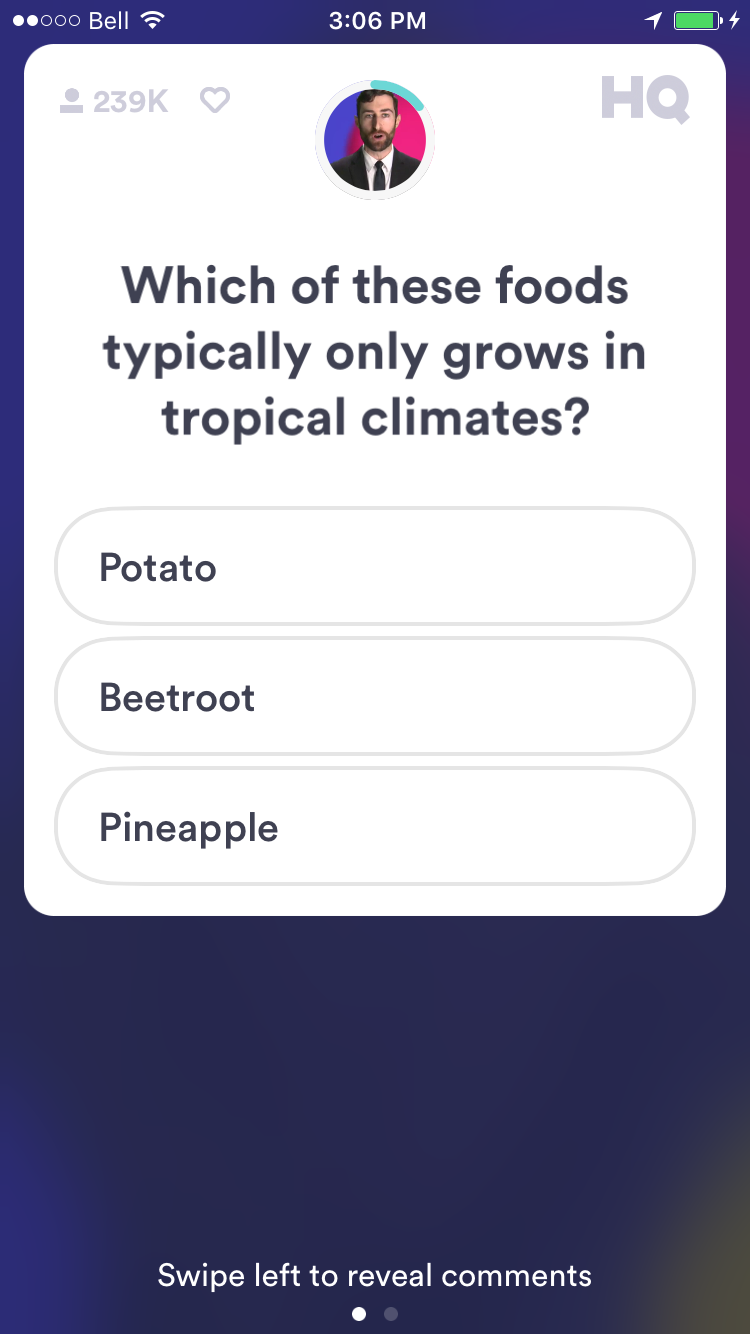 Bell 3:06 PM
239K HQ
Which of these foods
typically only grows in
tropical climates?
Potato
Beetroot
Pineapple
Swipe left to reveal comments